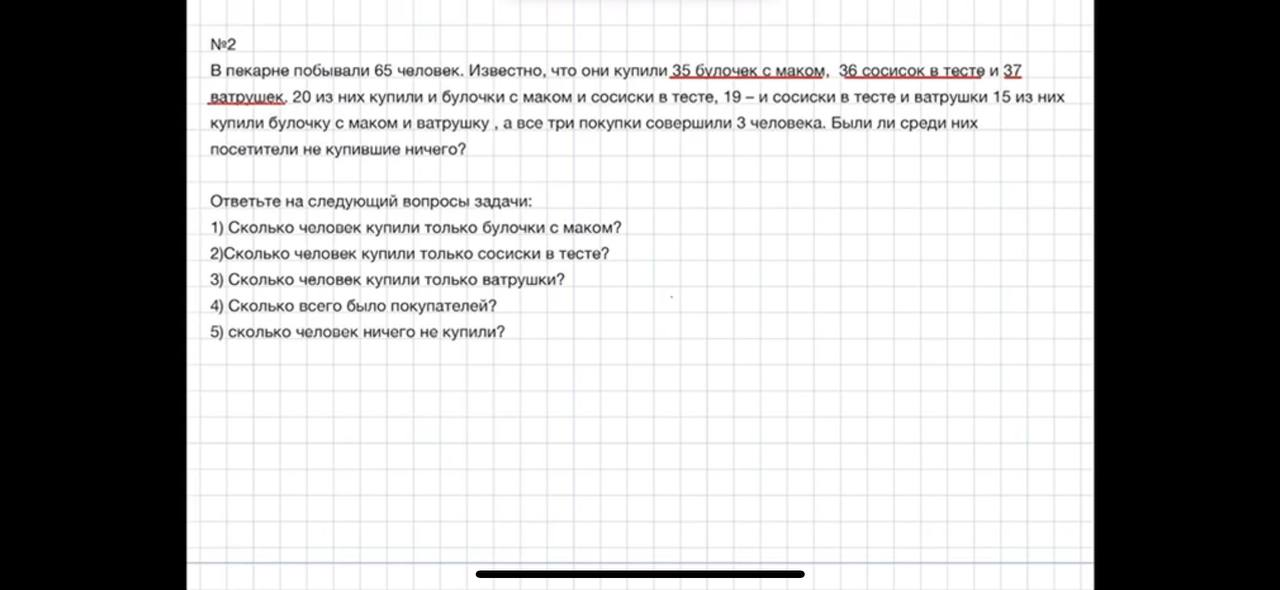 №2
В пекарне побывали 65 человек. Известно, что они купили 35 булочек с маком, 36 сосисок в тесте и 37
ватрушек. 20 из них купили и булочки с маком и сосиски в тесте, 19 – и сосиски в тесте и ватрушки 15 из них
купили булочку с маком и ватрушку , а все три покупки совершили 3 человека. Были ли среди них
посетители не купившие ничего?
Ответьте на следующий вопросы задачи:
1) Сколько человек купили только булочки с маком?
2)Сколько человек купили только сосиски в тесте?
3) Сколько человек купили только ватрушки?
4) Сколько всего было покупателей?
5) сколько человек ничего не купили?